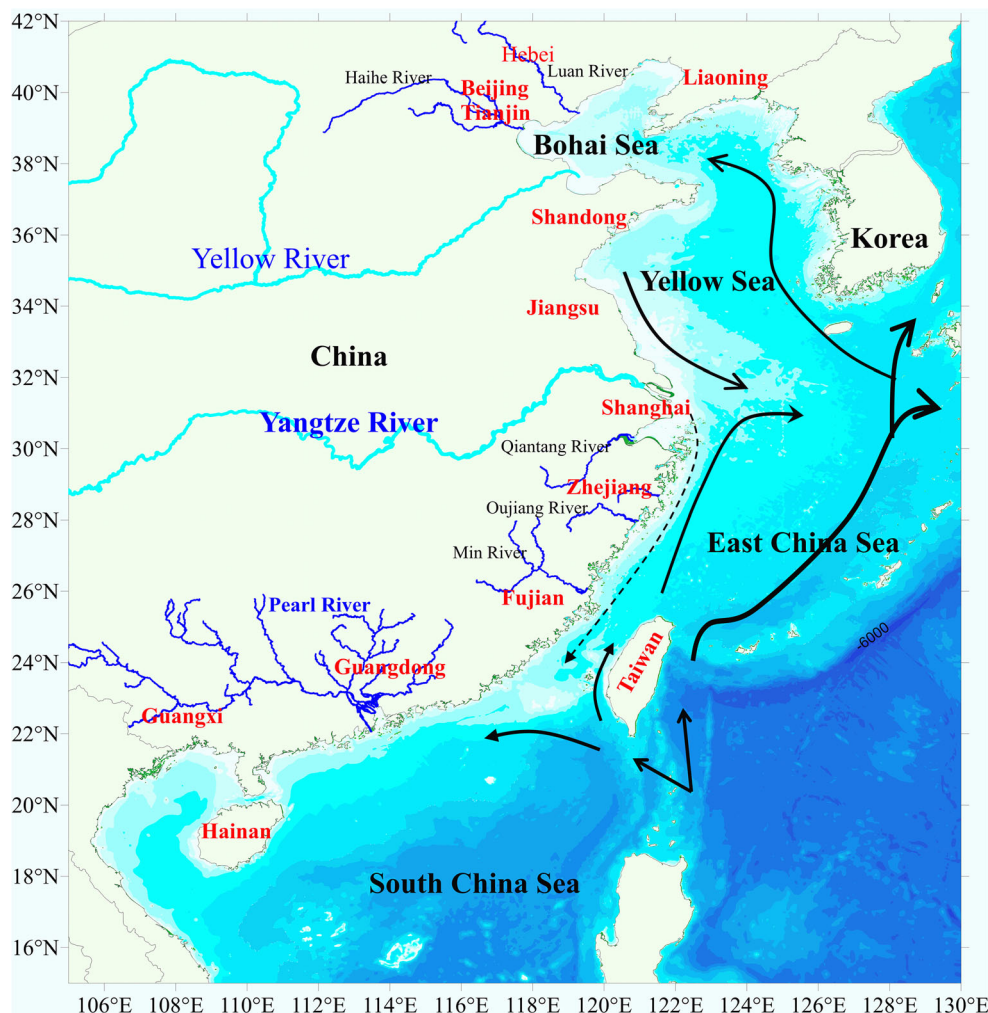 42°N
40°N
38°N
36°N
34°N
32°N
30°N
28°N
26°N
24°N
22°N
20°N
18°N
16°N
Hebei
Luan River
Liaoning
Haihe River
Beijing
Tianjin
Bohai Sea
Shandong
Korea
Yellow River
Yellow Sea
Jiangsu
China
Shanghai
Yangtze River
Qiantang River
Zhejiang
Oujiang River
East China Sea
Min River
Fujian
Pearl River
-6000
Guangdong
Taiwan
Guangxi
Hainan
South China Sea
106°E 108°E 110°E 112°E 114°E 116°E 118°E 120°E 122°E 124°E 126°E 128°E 130°E